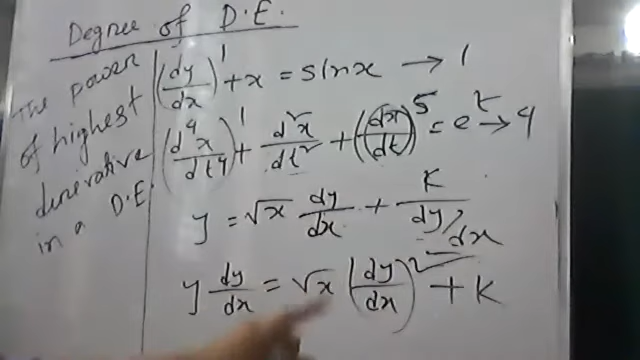 Degree of D.E.
The power
of highest
derivative
in a D.E.
(dy/dx)^1 + x = sinx → 1
(d^4x/dt^4)^1 + d^2x/dt^2 + (dx/dt)^5 = e^t → 4
y = √x dy/dx + K/(dy/dx)
y dy/dx = √x (dy/dx)^2 + K